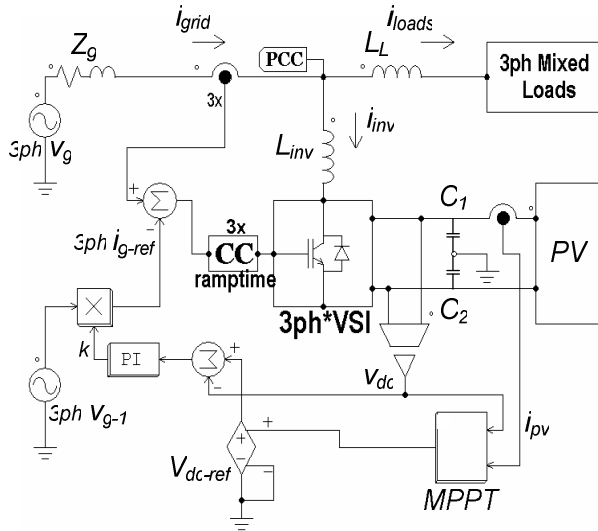 i_grid
i_loads
Z_g
PCC
L_L
3ph Mixed
Loads
3x
3ph v_g
i_inv
L_inv
+
Σ
-
3ph i_g-ref
3x
CC
ramptime
C_1
C_2
PV
3ph*VSI
×
k
PI
Σ
+
-
v_dc
3ph v_g-1
+
+
-
-
V_dc-ref
i_pv
MPPT